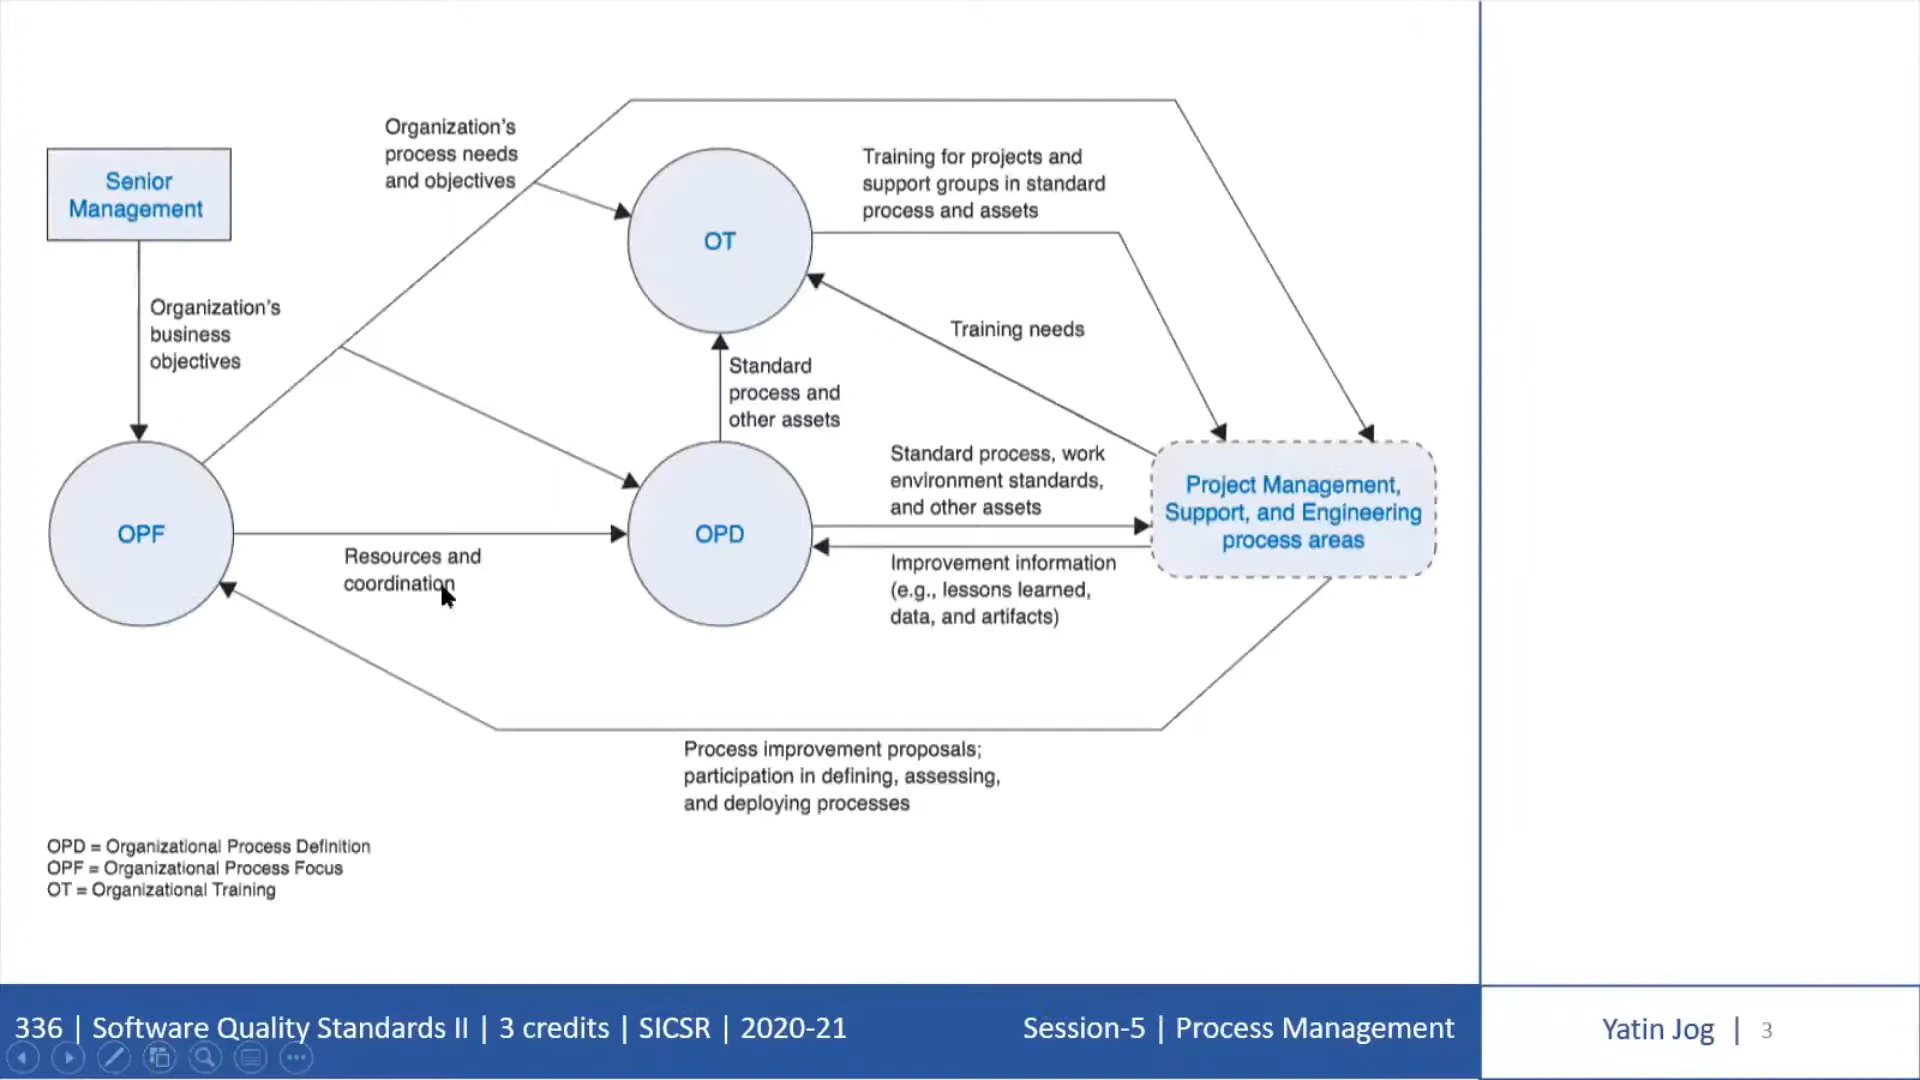 Organization's
process needs
and objectives
Senior
Management
Training for projects and
support groups in standard
process and assets
OT
Organization's
business
objectives
Training needs
Standard
process and
other assets
Standard process, work
environment standards,
and other assets
OPF
OPD
Project Management,
Support, and Engineering
process areas
Resources and
coordination
Improvement information
(e.g., lessons learned,
data, and artifacts)
Process improvement proposals;
participation in defining, assessing,
and deploying processes
OPD = Organizational Process Definition
OPF = Organizational Process Focus
OT = Organizational Training
336 | Software Quality Standards II | 3 credits | SICSR | 2020-21
Session-5 | Process Management
Yatin Jog | 3